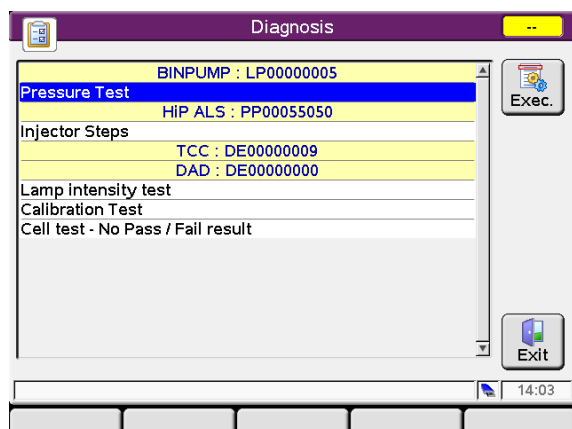 Diagnosis
--
BINPUMP : LP00000005
Pressure Test
HiP ALS : PP00055050
Injector Steps
TCC : DE00000009
DAD : DE00000000
Lamp intensity test
Calibration Test
Cell test - No Pass / Fail result
Exec.
Exit
14:03